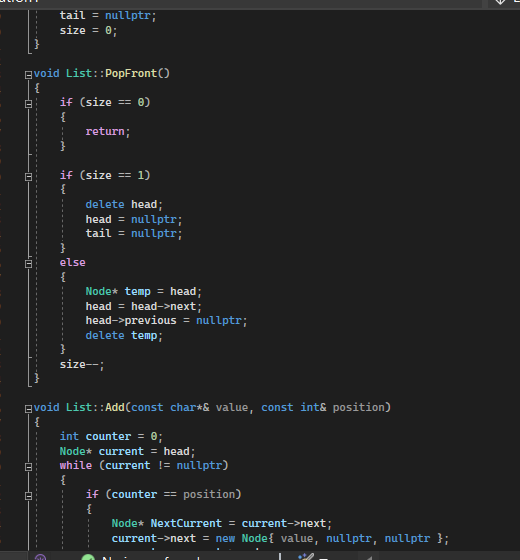 tail = nullptr;
size = 0;
}
void List::PopFront()
{
if (size == 0)
{
return;
}
if (size == 1)
{
delete head;
head = nullptr;
tail = nullptr;
}
else
{
Node* temp = head;
head = head->next;
head->previous = nullptr;
delete temp;
}
size--;
}
void List::Add(const char*& value, const int& position)
{
int counter = 0;
Node* current = head;
while (current != nullptr)
{
if (counter == position)
{
Node* NextCurrent = current->next;
current->next = new Node{ value, nullptr, nullptr };